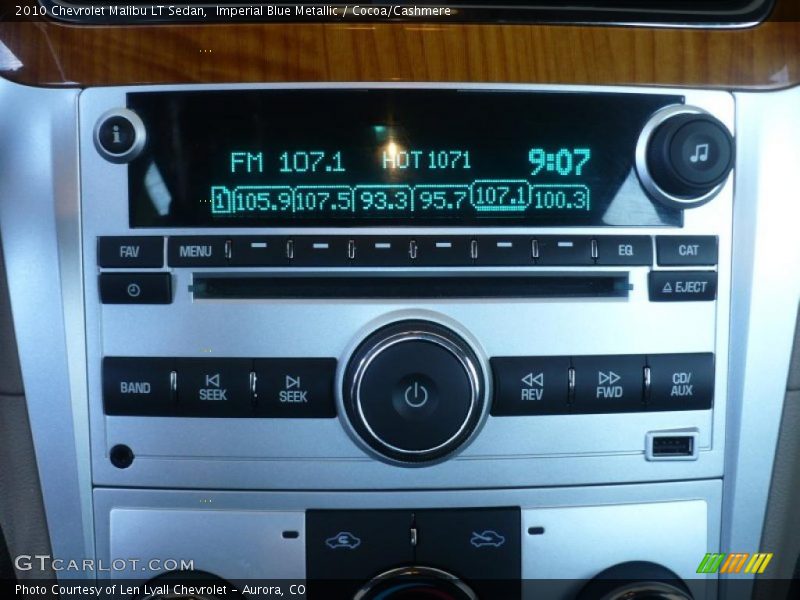 2010 Chevrolet Malibu LT Sedan, Imperial Blue Metallic / Cocoa/Cashmere
i
FM 107.1 HOT 1071 9:07
1 105.9 107.5 93.3 95.7 107.1 100.3
FAV MENU EQ CAT
EJECT
BAND SEEK SEEK REV FWD CD/
AUX
GTCARLOT.COM
Photo Courtesy of Len Lyall Chevrolet - Aurora, CO